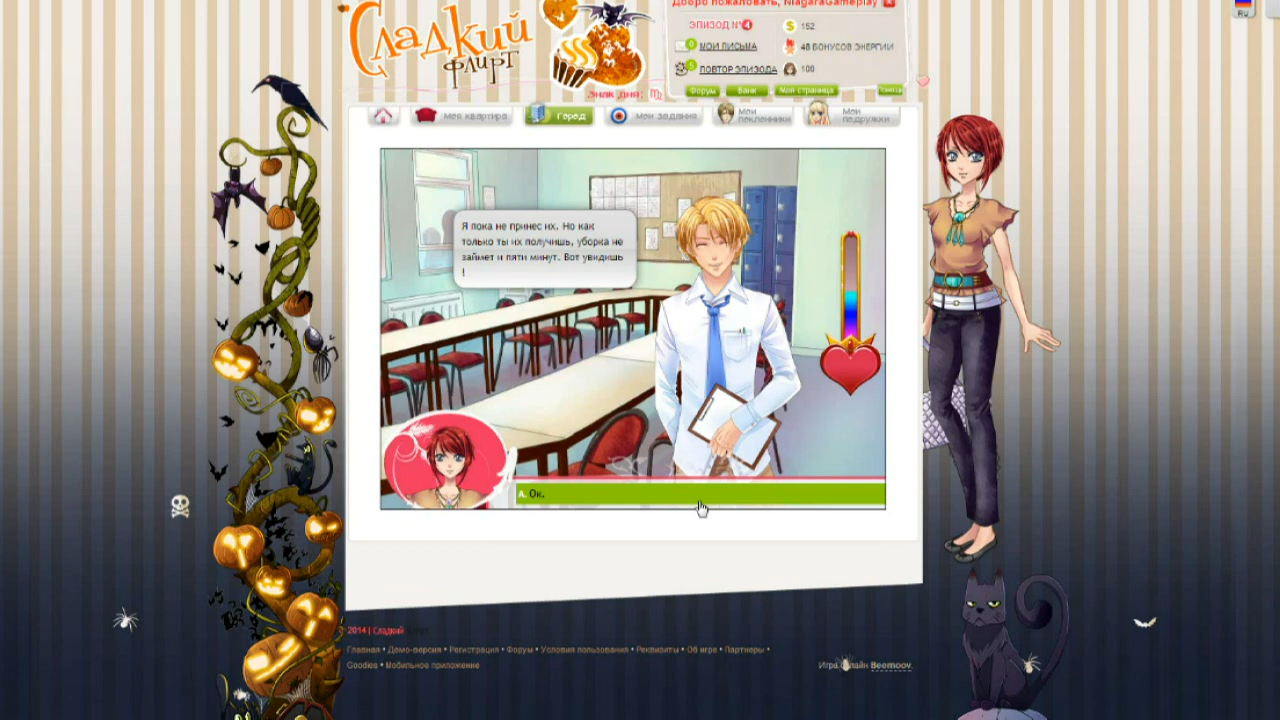 Сладкий
флирт
Добро пожаловать, NiagaraGameplay
ЭПИЗОД №4
152
0 МОИ ПИСЬМА
48 БОНУСОВ ЭНЕРГИИ
ПОВТОР ЭПИЗОДА
100
Знак дня:
Форум
Банк
Моя страница
RU
Моя квартира
Город
Мои задания
Мои поклонники
Мои подружки
Я пока не принес их. Но как
только ты их получишь, уборка не
займет и пяти минут. Вот увидишь
!
A. Ок.
2014 | Сладкий
Главная • Демо-версия • Регистрация • Форум • Условия пользования • Реквизиты • Об игре • Партнеры •
Goodies • Мобильное приложение
Игра Онлайн Beemoov.